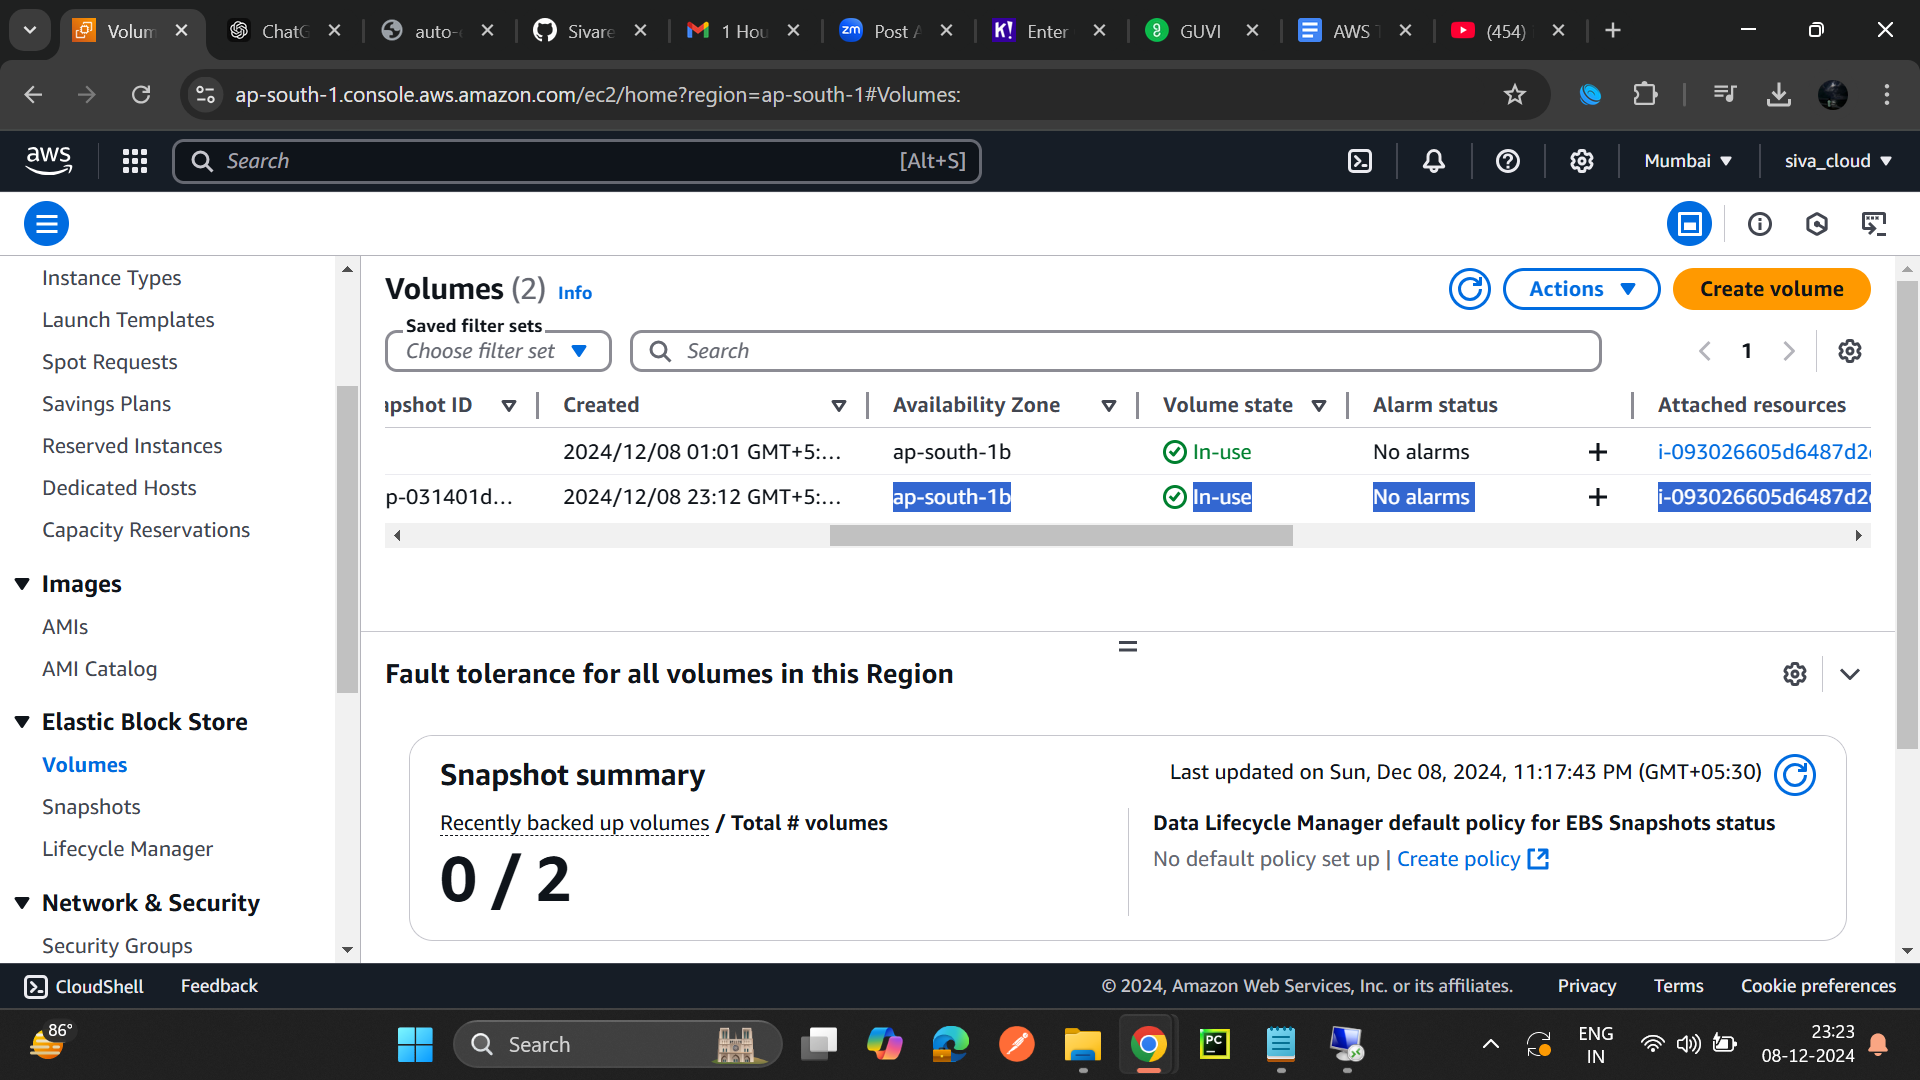 Volum
ChatG
auto-
Sivare
1 Hou
Post A
Enter
GUVI
AWS T
(454)
ap-south-1.console.aws.amazon.com/ec2/home?region=ap-south-1#Volumes:
aws
Search
[Alt+S]
Mumbai
siva_cloud
Instance Types
Launch Templates
Spot Requests
Savings Plans
Reserved Instances
Dedicated Hosts
Capacity Reservations
Images
AMIs
AMI Catalog
Elastic Block Store
Volumes
Snapshots
Lifecycle Manager
Network & Security
Security Groups
Volumes (2) Info
Actions
Create volume
Saved filter sets
Choose filter set
Search
1
apshot ID Created Availability Zone Volume state Alarm status Attached resources
2024/12/08 01:01 GMT+5:... ap-south-1b In-use No alarms + i-093026605d6487d2
p-031401d... 2024/12/08 23:12 GMT+5:... ap-south-1b In-use No alarms + i-093026605d6487d2
Fault tolerance for all volumes in this Region
Snapshot summary
Last updated on Sun, Dec 08, 2024, 11:17:43 PM (GMT+05:30)
Recently backed up volumes / Total # volumes
0 / 2
Data Lifecycle Manager default policy for EBS Snapshots status
No default policy set up | Create policy
CloudShell
Feedback
© 2024, Amazon Web Services, Inc. or its affiliates.
Privacy
Terms
Cookie preferences
86°
Search
PC
ENG
IN
23:23
08-12-2024